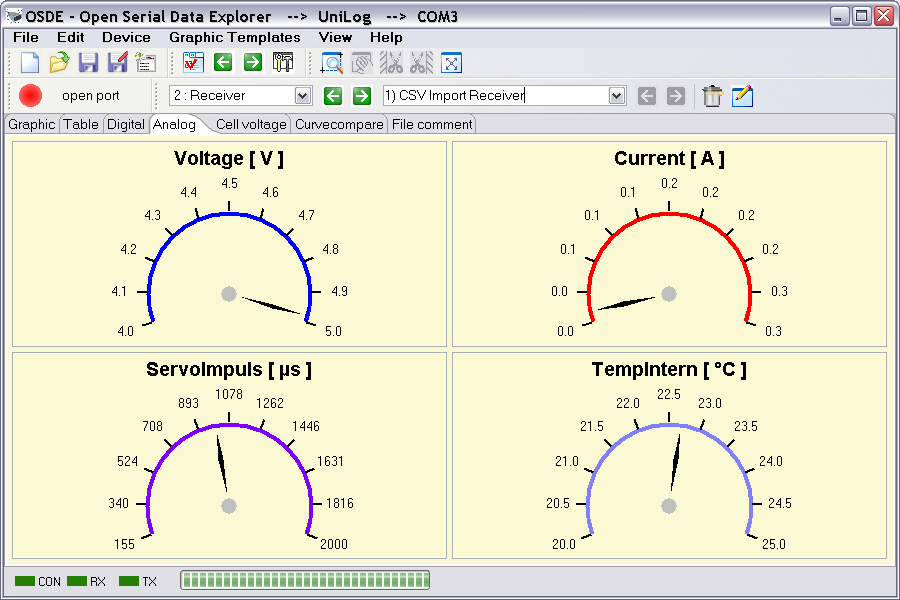 OSDE - Open Serial Data Explorer --> UniLog --> COM3
File Edit Device Graphic Templates View Help
open port 2 : Receiver 1) CSV Import Receiver
Graphic Table Digital Analog Cell voltage Curvecompare File comment
Voltage [ V ]
4.5
4.4 4.6
4.3 4.7
4.2 4.8
4.1 4.9
4.0 5.0
Current [ A ]
0.2
0.1 0.2
0.1 0.2
0.1 0.2
0.0 0.3
0.0 0.3
ServoImpuls [ µs ]
1078
893 1262
708 1446
524 1631
340 1816
155 2000
TempIntern [ °C ]
22.5
22.0 23.0
21.5 23.5
21.0 24.0
20.5 24.5
20.0 25.0
CON RX TX